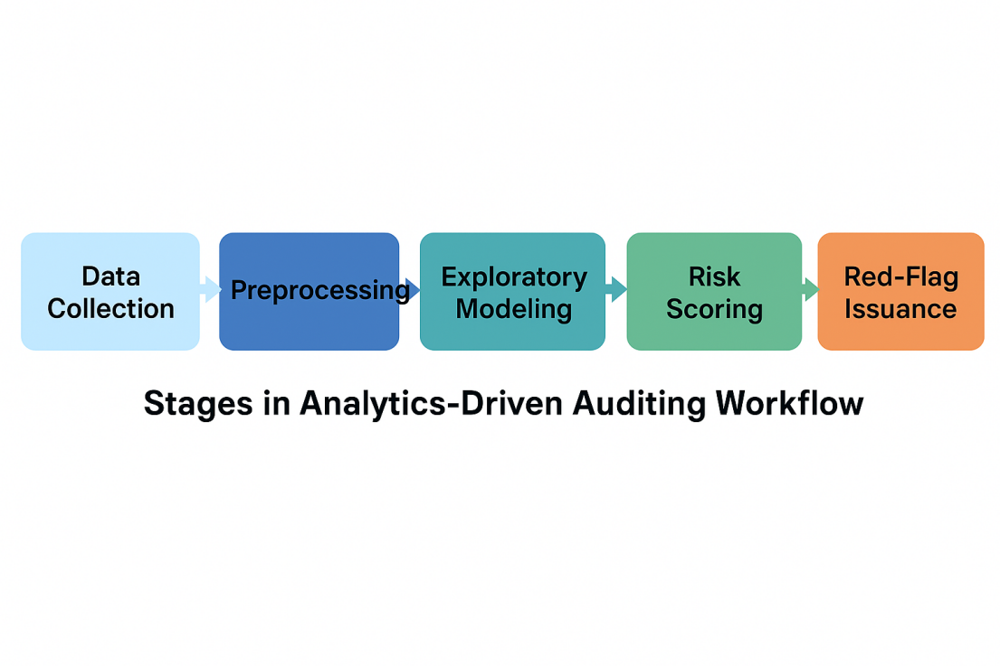 Data
Collection
Preprocessing
Exploratory
Modeling
Risk
Scoring
Red-Flag
Issuance
Stages in Analytics-Driven Auditing Workflow